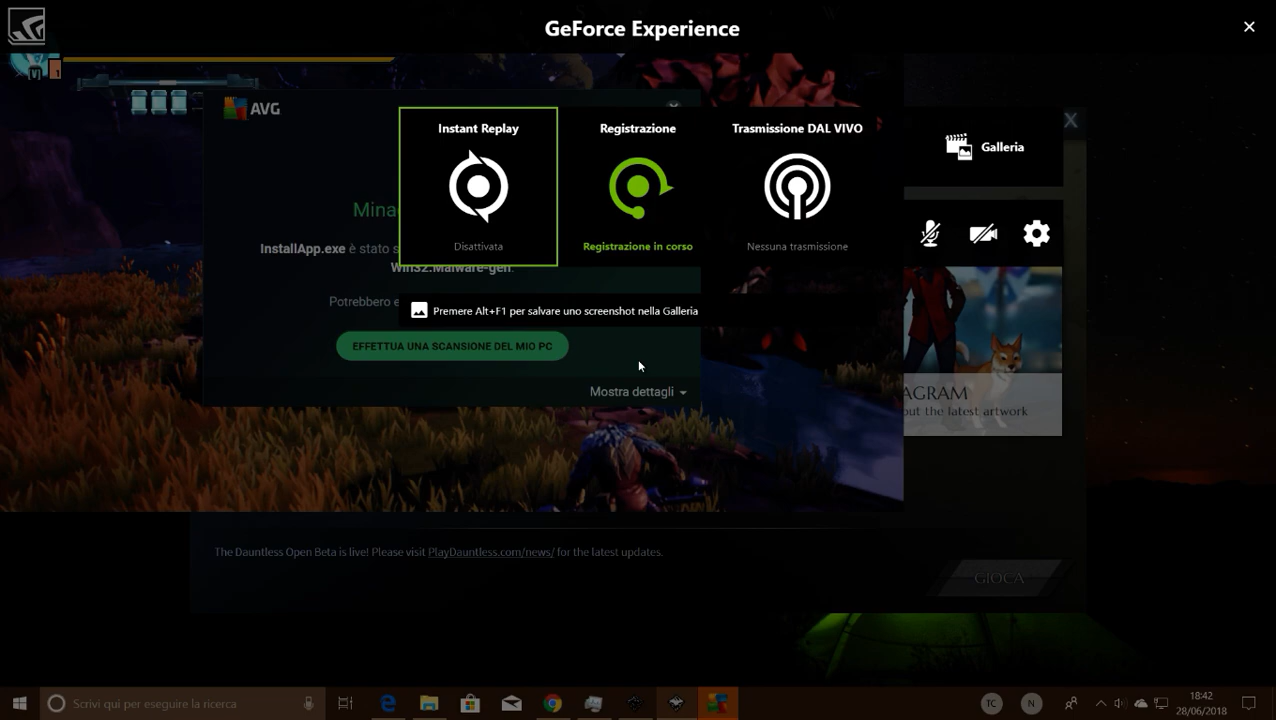 GeForce Experience
1
AVG
Instant Replay
Registrazione
Trasmissione DAL VIVO
Galleria
X
InstallApp.exe è stato
Disattivata
Registrazione in corso
Nessuna trasmissione
Win32:Malware-gen.
Potrebbero
Premere Alt+F1 per salvare uno screenshot nella Galleria
EFFETTUA UNA SCANSIONE DEL MIO PC
Mostra dettagli
out the latest artwork
The Dauntless Open Beta is live! Please visit PlayDauntless.com/news/ for the latest updates.
GIOCA
Scrivi qui per eseguire la ricerca
TC
N
18:42
28/06/2018